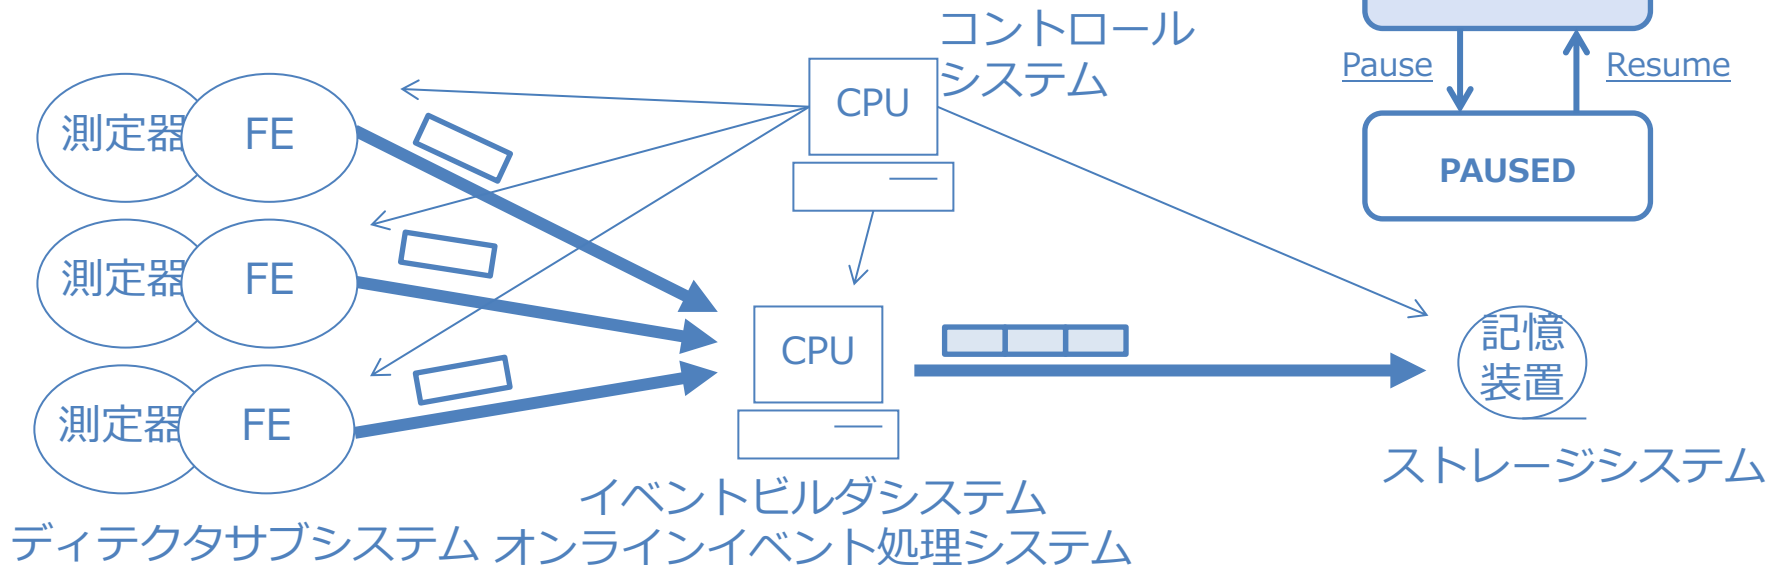 コントロール
システム
CPU
測定器 FE
測定器 FE
測定器 FE
CPU
イベントビルダシステム
オンラインイベント処理システム
ディテクタサブシステム
記憶
装置
ストレージシステム
Pause
Resume
PAUSED